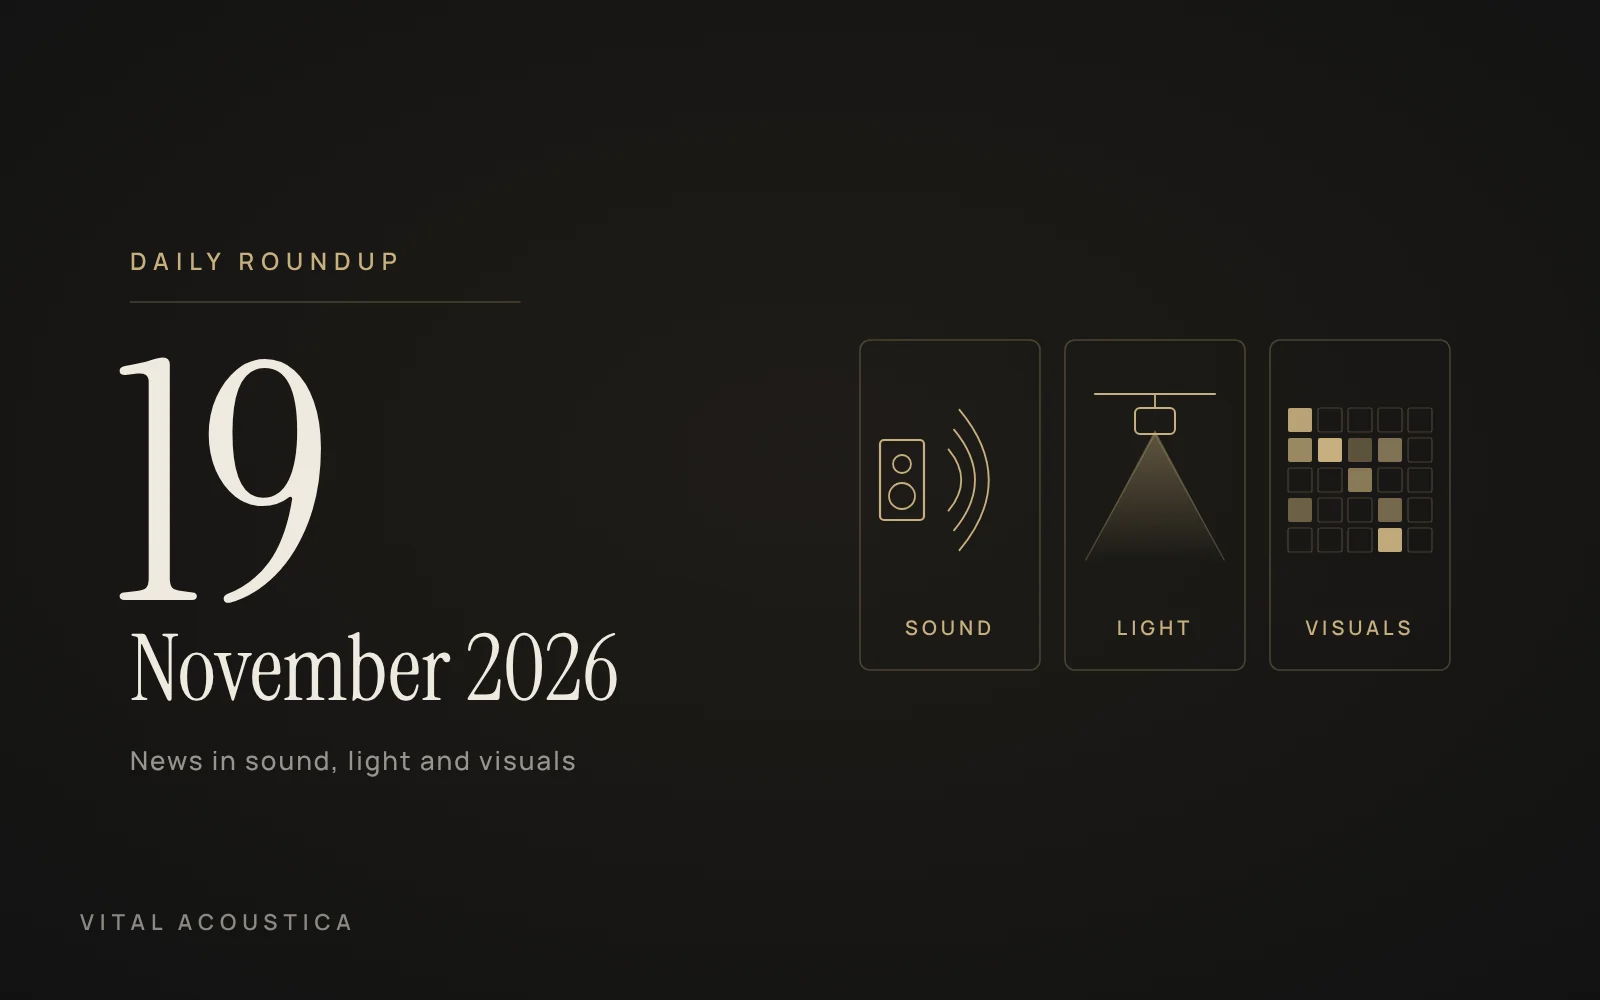 DAILY ROUNDUP
19
November 2026
News in sound, light and visuals
SOUND
LIGHT
VISUALS
VITAL ACOUSTICA